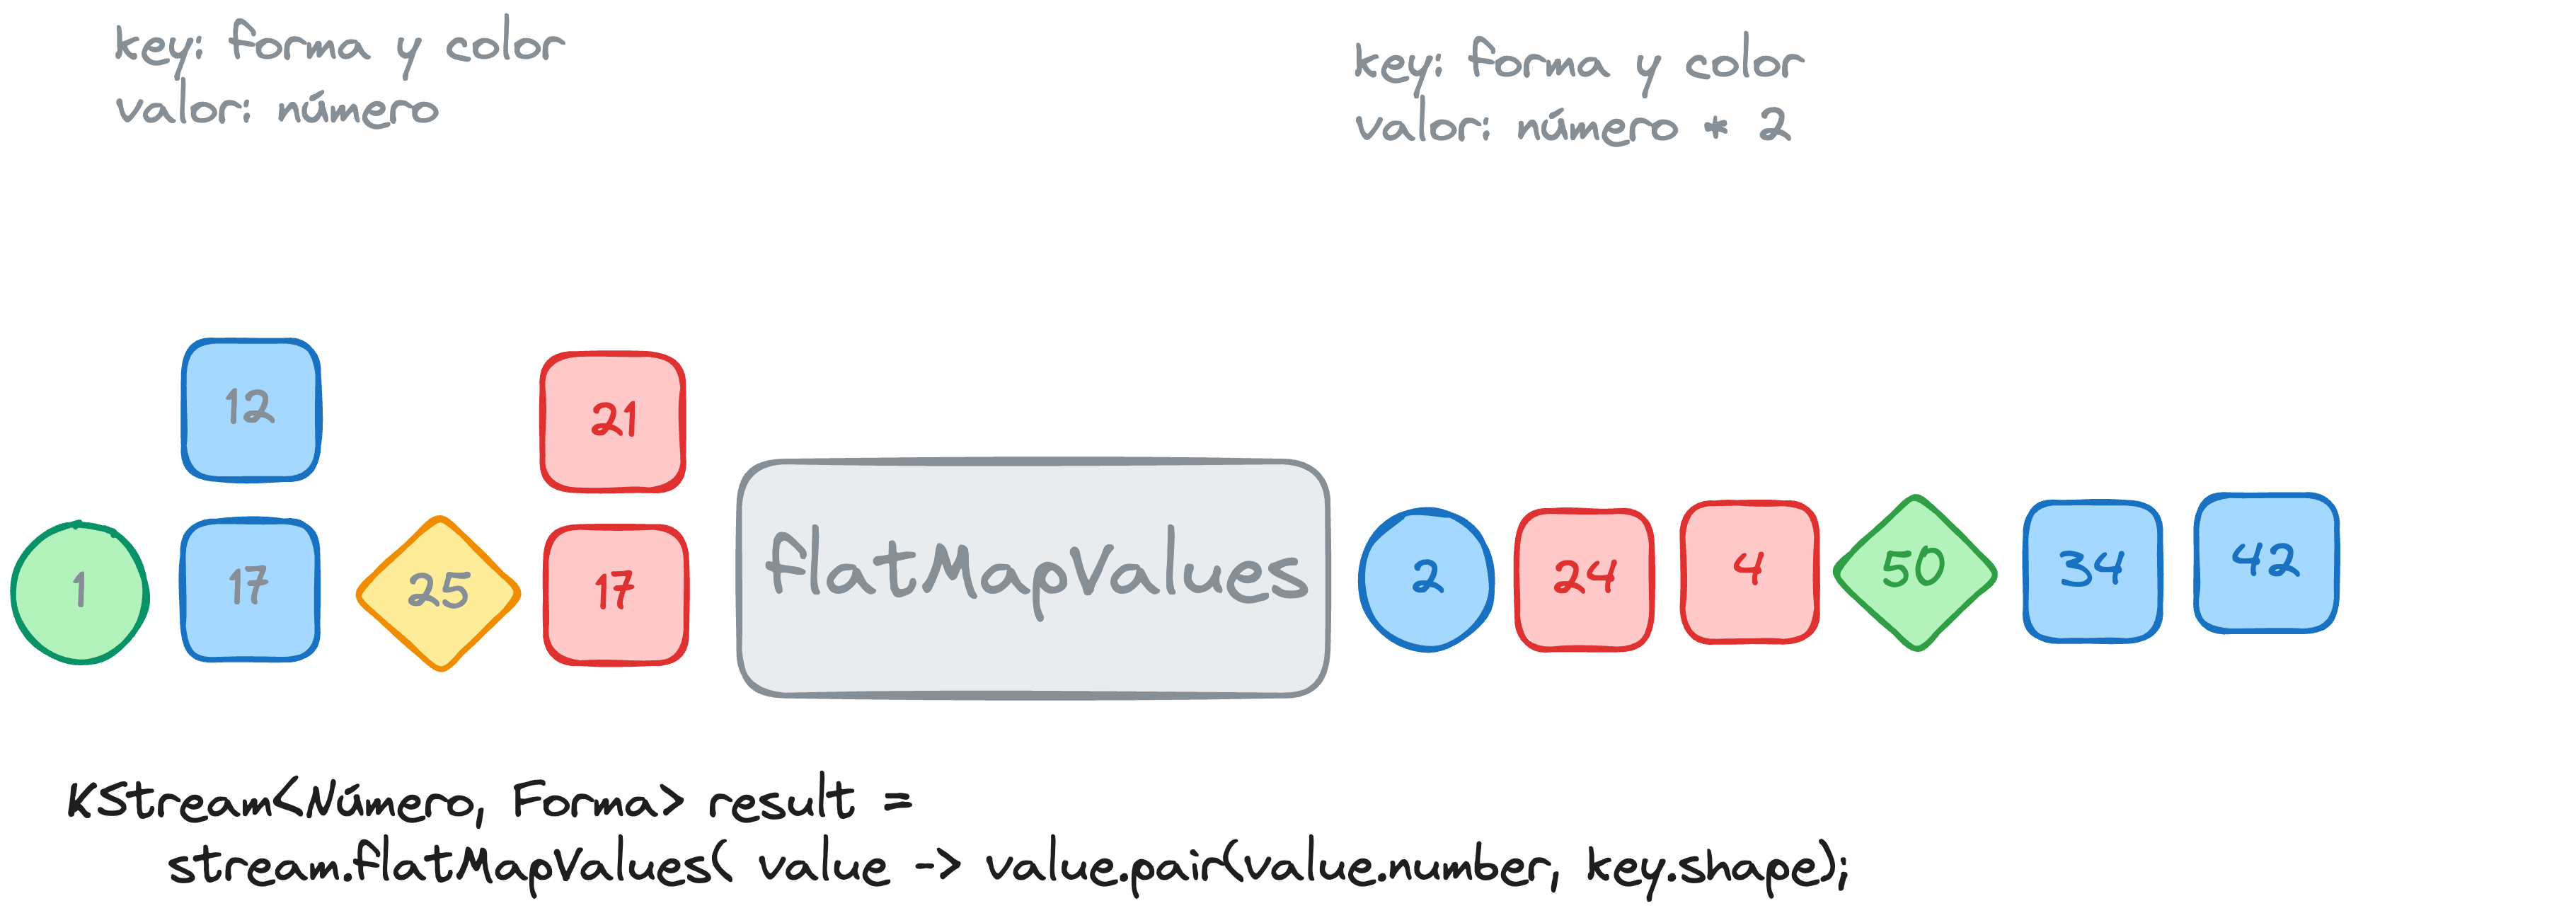 key: forma y color
valor: número
key: forma y color
valor: número * 2
12
21
1
17
25
17
flatMapValues
2
24
4
50
34
42
KStream<Número, Forma> result =
stream.flatMapValues( value -> value.pair(value.number, key.shape);